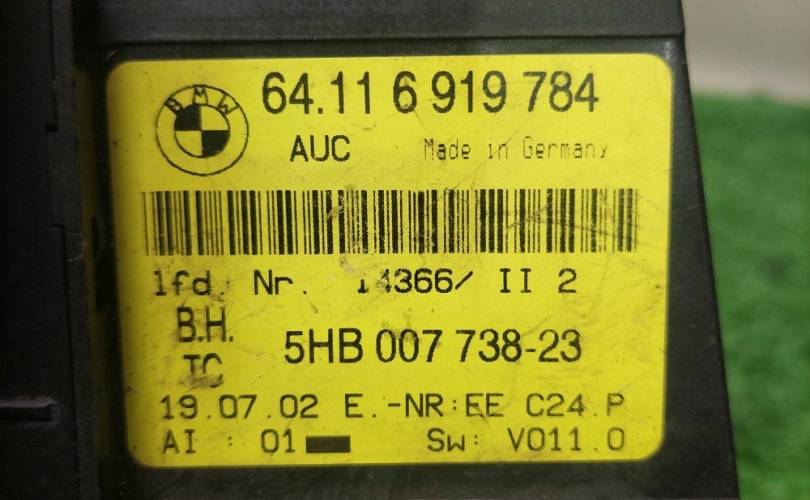 BMW
64.11 6 919 784
AUC Made in Germany
lfd. Nr. 14366/ II 2
B.H. 5HB 007 738-23
TC
19.07.02 E.-NR:EE C24.P
AI : 01 Sw: V011.0